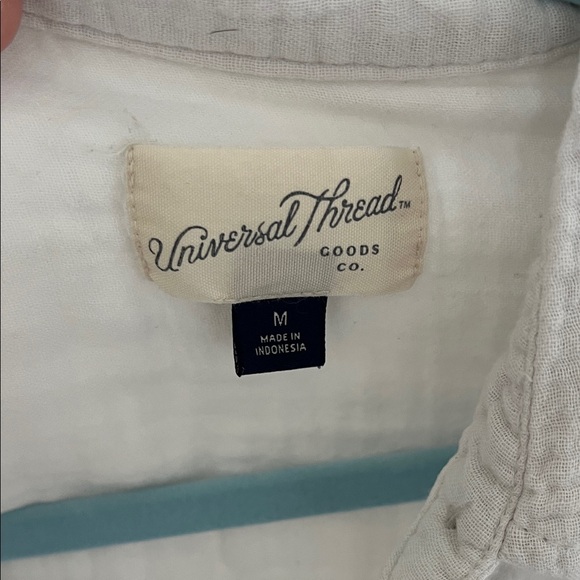 Universal Thread™
GOODS
CO.
M
MADE IN
INDONESIA